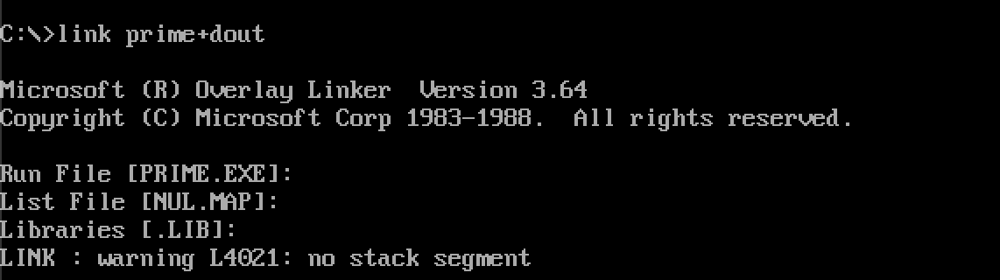 C:\>link prime+dout
Microsoft (R) Overlay Linker  Version 3.64
Copyright (C) Microsoft Corp 1983-1988.  All rights reserved.
Run File [PRIME.EXE]:
List File [NUL.MAP]:
Libraries [.LIB]:
LINK : warning L4021: no stack segment